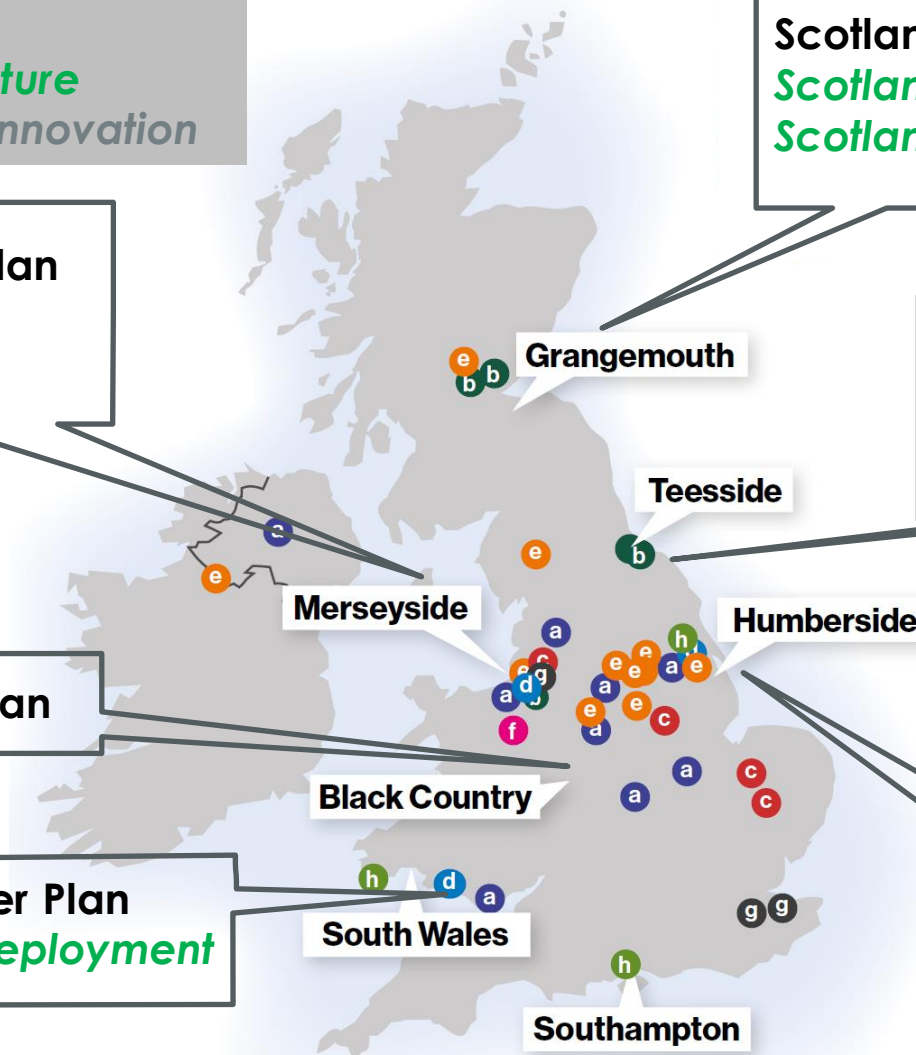 ture
nnovation
Scotlan
Scotlan
Scotlan
lan
Grangemouth
e
b
b
Teesside
b
a
e
e
Merseyside
Humberside
a
h
c
e
e
e
a
e
e
g
a
d
b
a
e
e
c
f
a
an
a
c
Black Country
a
c
er Plan
eployment
h
d
a
g
g
South Wales
h
Southampton